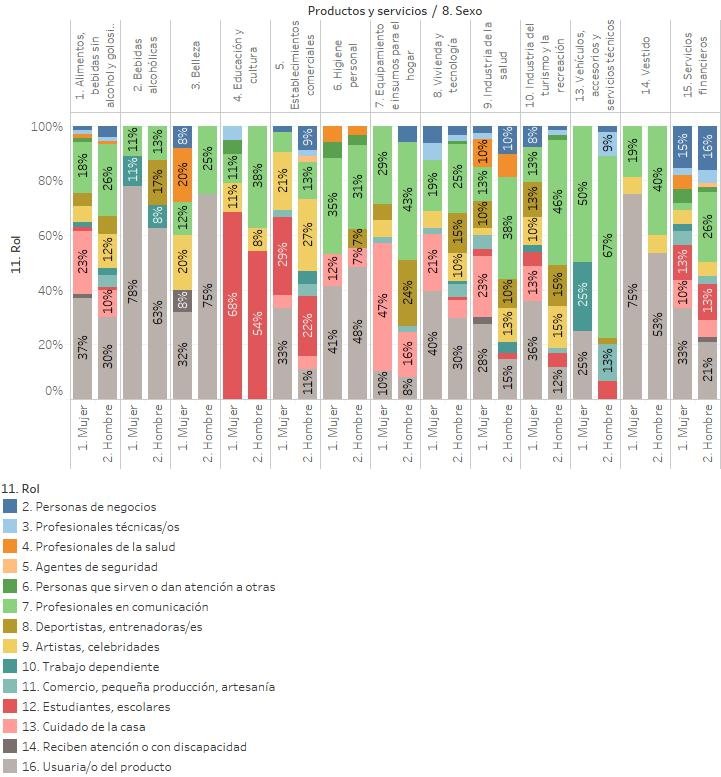 Productos y servicios / 8. Sexo
1. Alimentos,
bebidas sin
alcohol y golosi..
2. Bebidas
alcohólicas
3. Belleza
4. Educación y
cultura
5.
Establecimientos
comerciales
6. Higiene
personal
7. Equipamiento
e insumos para el
hogar
8. Vivienda y
tecnología
9. Industria de la
salud
10. Industria del
turismo y la
recreación
13. Vehículos,
accesorios y
servicios técnicos
14. Vestido
15. Servicios
financieros
11. Rol
100%
80%
60%
40%
20%
0%
18%
23%
37%
26%
12%
10%
30%
11%
11%
78%
13%
17%
8%
63%
8%
20%
12%
20%
8%
32%
25%
75%
11%
11%
68%
38%
8%
54%
21%
29%
33%
9%
13%
27%
22%
11%
35%
12%
41%
31%
7%
7%
48%
29%
47%
10%
43%
24%
16%
8%
19%
21%
40%
25%
15%
10%
30%
10%
13%
10%
23%
28%
10%
38%
10%
13%
15%
8%
13%
13%
10%
13%
36%
46%
15%
15%
12%
50%
25%
25%
9%
67%
13%
19%
75%
40%
53%
15%
13%
10%
33%
16%
26%
13%
21%
1. Mujer
2. Hombre
1. Mujer
2. Hombre
1. Mujer
2. Hombre
1. Mujer
2. Hombre
1. Mujer
2. Hombre
1. Mujer
2. Hombre
1. Mujer
2. Hombre
1. Mujer
2. Hombre
1. Mujer
2. Hombre
1. Mujer
2. Hombre
1. Mujer
2. Hombre
1. Mujer
2. Hombre
1. Mujer
2. Hombre
11. Rol
2. Personas de negocios
3. Profesionales técnicas/os
4. Profesionales de la salud
5. Agentes de seguridad
6. Personas que sirven o dan atención a otras
7. Profesionales en comunicación
8. Deportistas, entrenadoras/es
9. Artistas, celebridades
10. Trabajo dependiente
11. Comercio, pequeña producción, artesanía
12. Estudiantes, escolares
13. Cuidado de la casa
14. Reciben atención o con discapacidad
16. Usuaria/o del producto